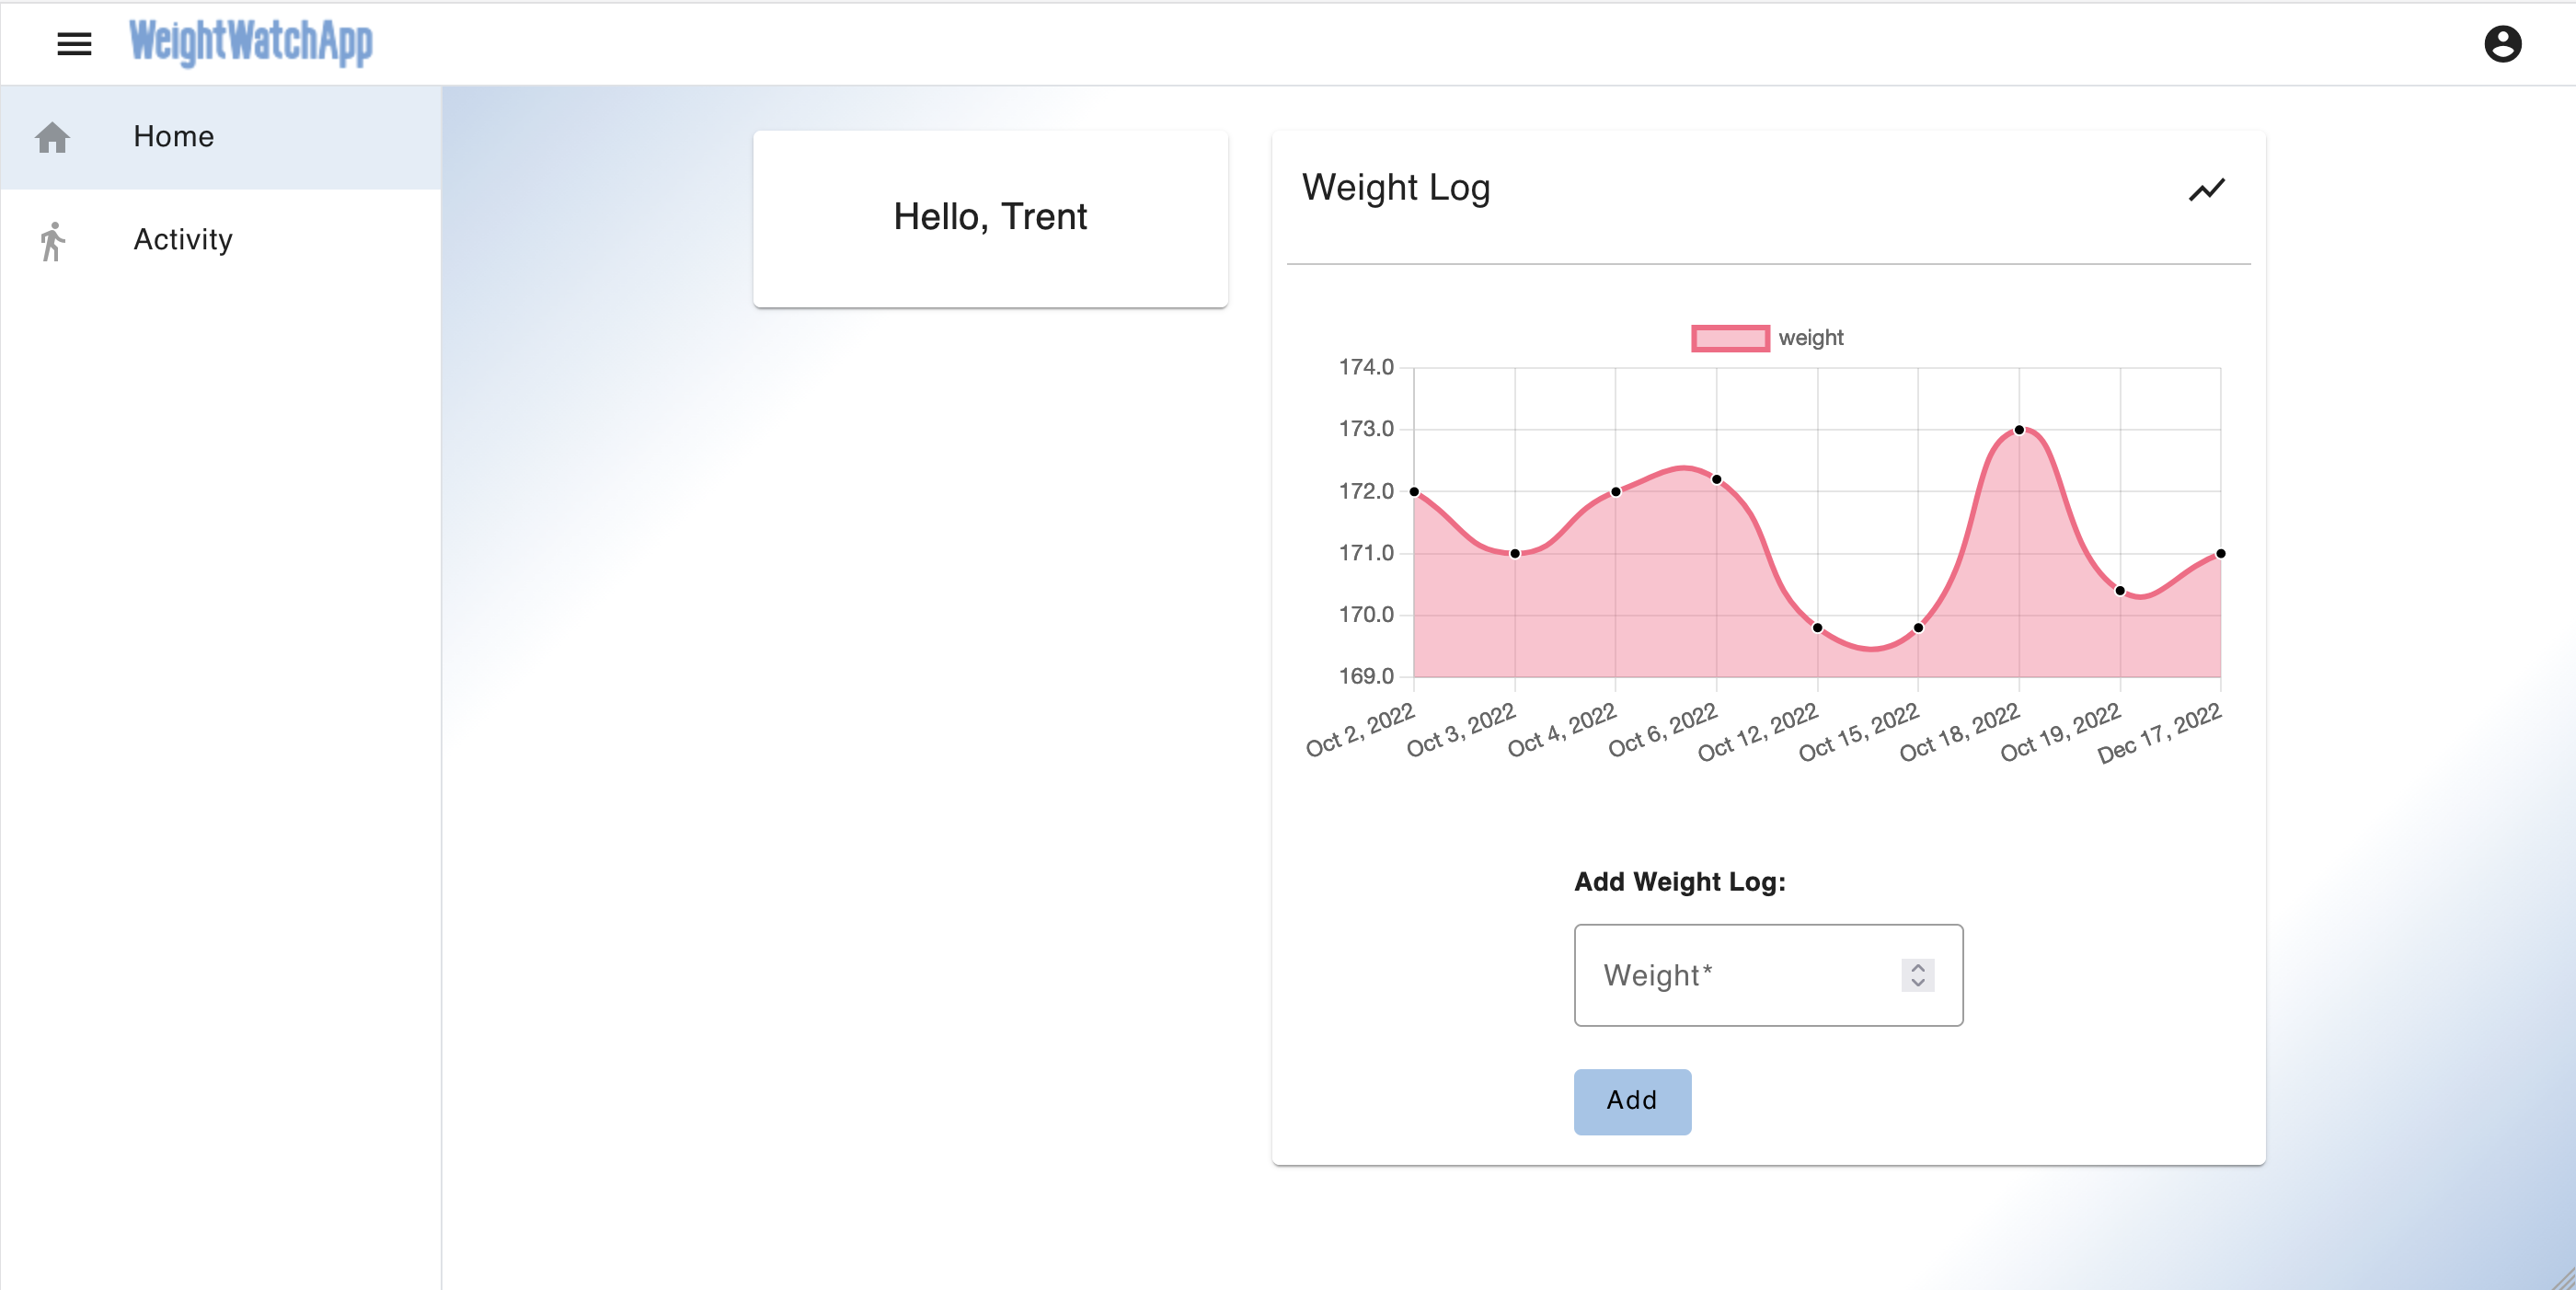 WeightWatchApp
Home
Activity
Hello, Trent
Weight Log
weight
174.0
173.0
172.0
171.0
170.0
169.0
Oct 2, 2022
Oct 3, 2022
Oct 4, 2022
Oct 6, 2022
Oct 12, 2022
Oct 15, 2022
Oct 18, 2022
Oct 19, 2022
Dec 17, 2022
Add Weight Log:
Weight*
Add